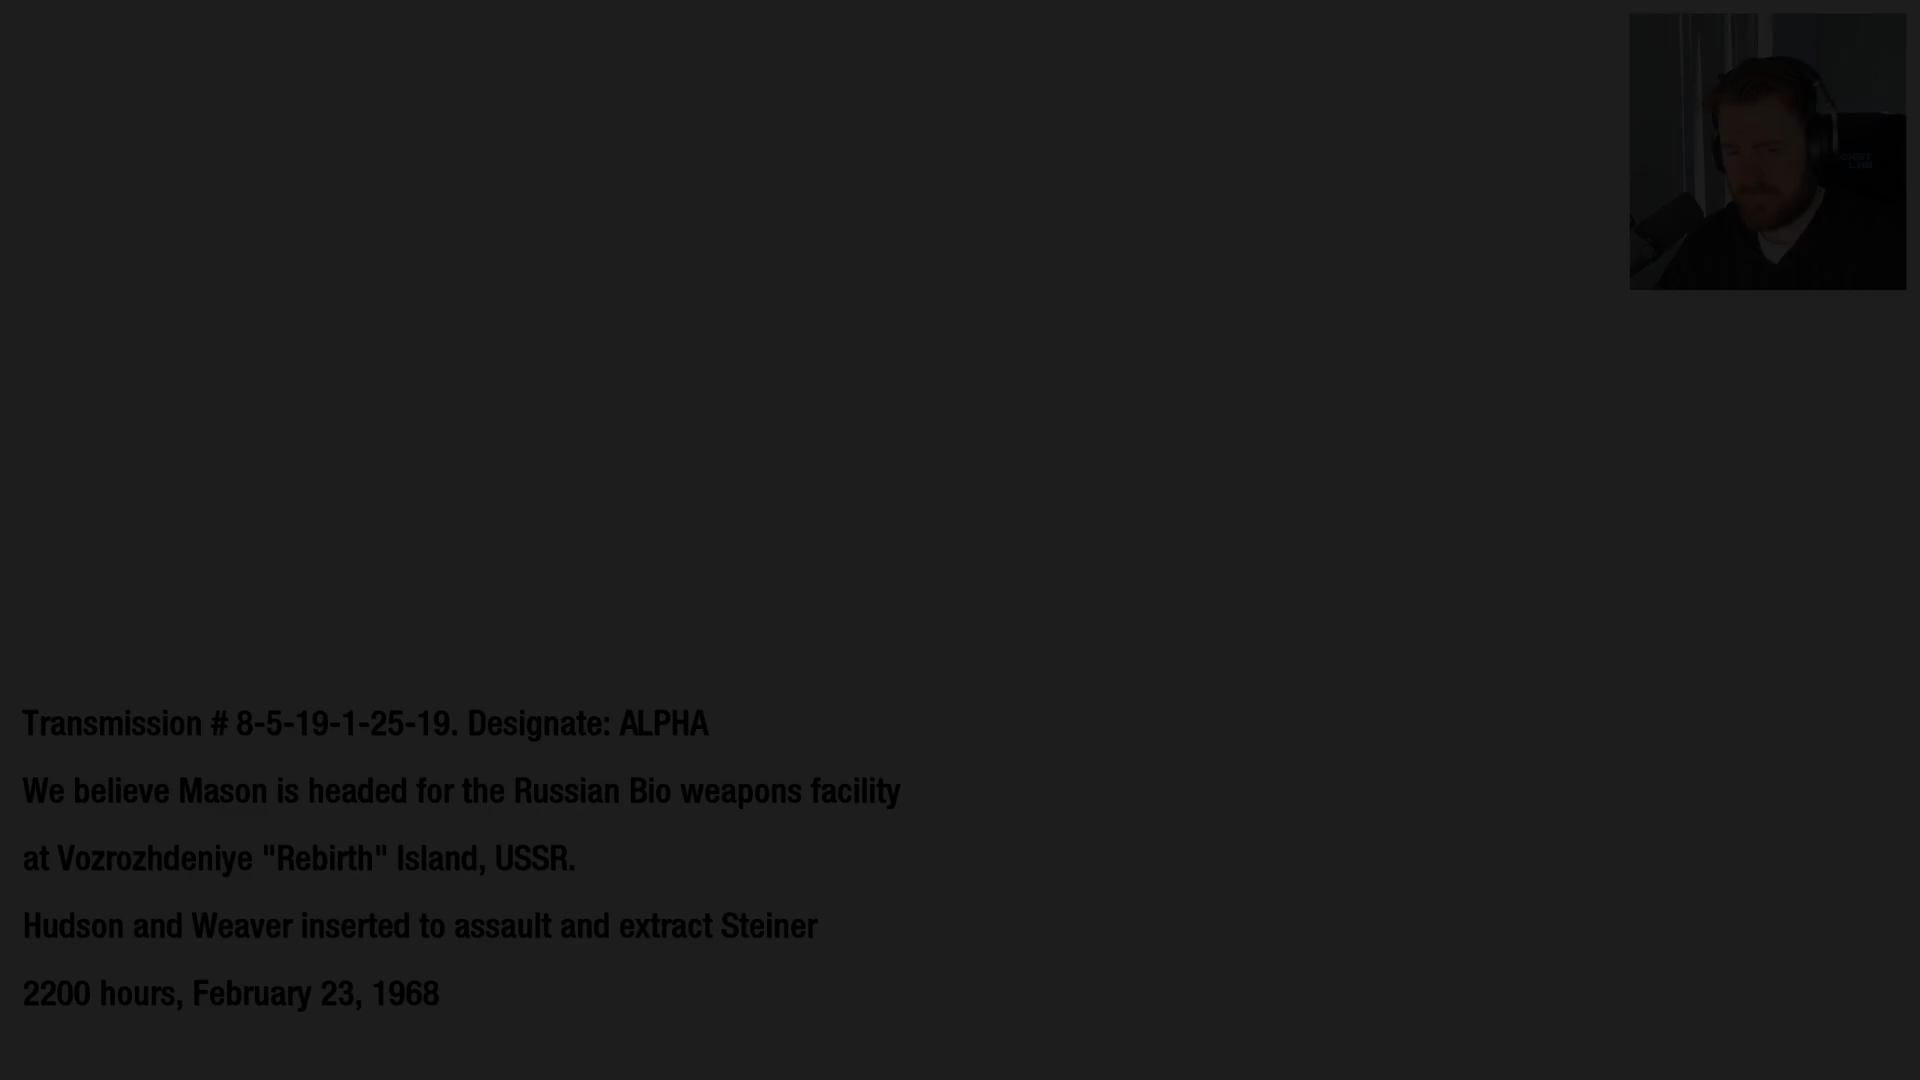 Transmission # 8-5-19-1-25-19. Designate: ALPHA
We believe Mason is headed for the Russian Bio weapons facility
at Vozrozhdeniye "Rebirth" Island, USSR.
Hudson and Weaver inserted to assault and extract Steiner
2200 hours, February 23, 1968